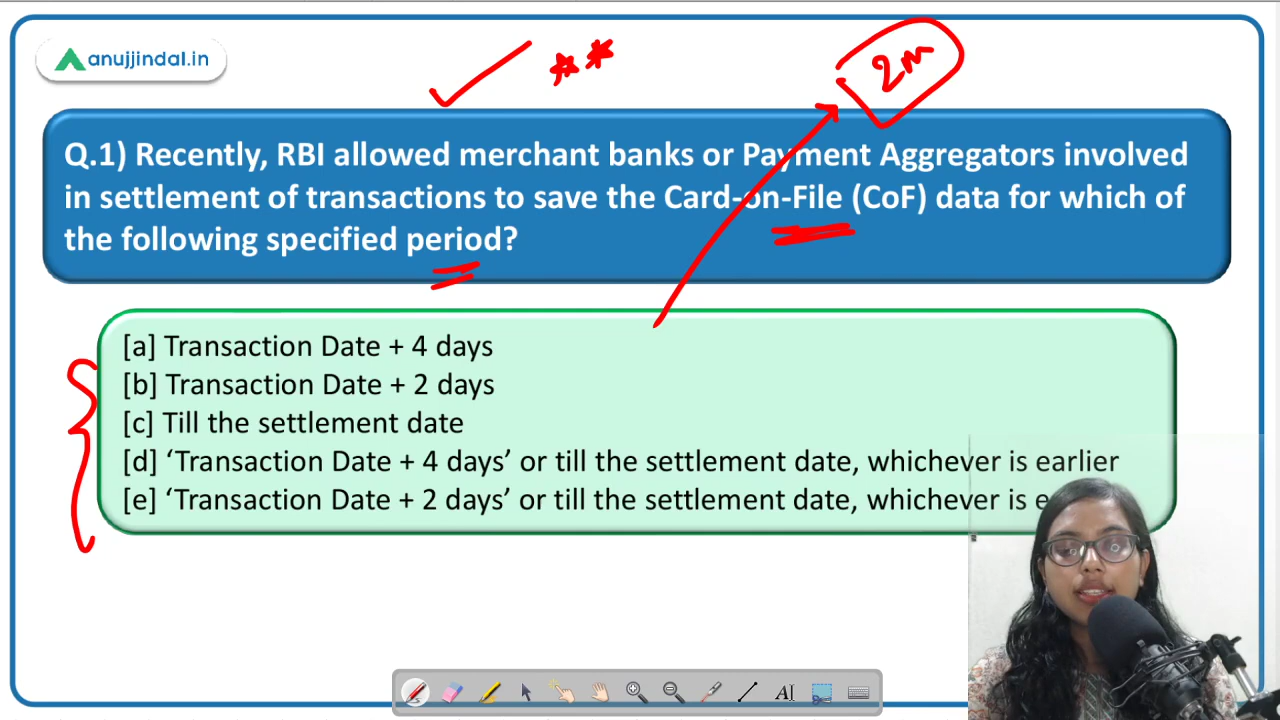 anujjindal.in
2m
Q.1) Recently, RBI allowed merchant banks or Payment Aggregators involved
in settlement of transactions to save the Card-on-File (CoF) data for which of
the following specified period?
[a] Transaction Date + 4 days
[b] Transaction Date + 2 days
[c] Till the settlement date
[d] ‘Transaction Date + 4 days’ or till the settlement date, whichever is earlier
[e] ‘Transaction Date + 2 days’ or till the settlement date, whichever is
AI